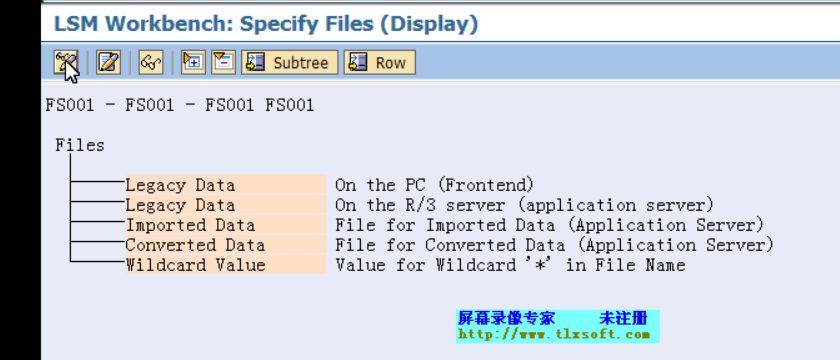 LSM Workbench: Specify Files (Display)
Subtree Row
FS001 - FS001 - FS001 FS001
Files
Legacy Data On the PC (Frontend)
Legacy Data On the R/3 server (application server)
Imported Data File for Imported Data (Application Server)
Converted Data File for Converted Data (Application Server)
Wildcard Value Value for Wildcard '*' in File Name
屏幕录像专家 未注册
http://www.tlxsoft.com